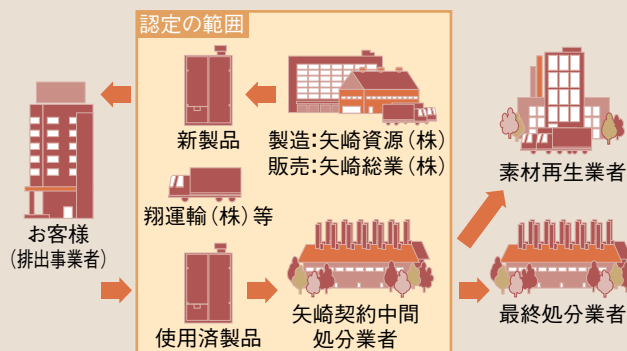 認定の範囲
新製品
製造:矢崎資源(株)
販売:矢崎総業(株)
素材再生業者
翔運輸(株)等
お客様
(排出事業者)
使用済製品
矢崎契約中間
処分業者
最終処分業者